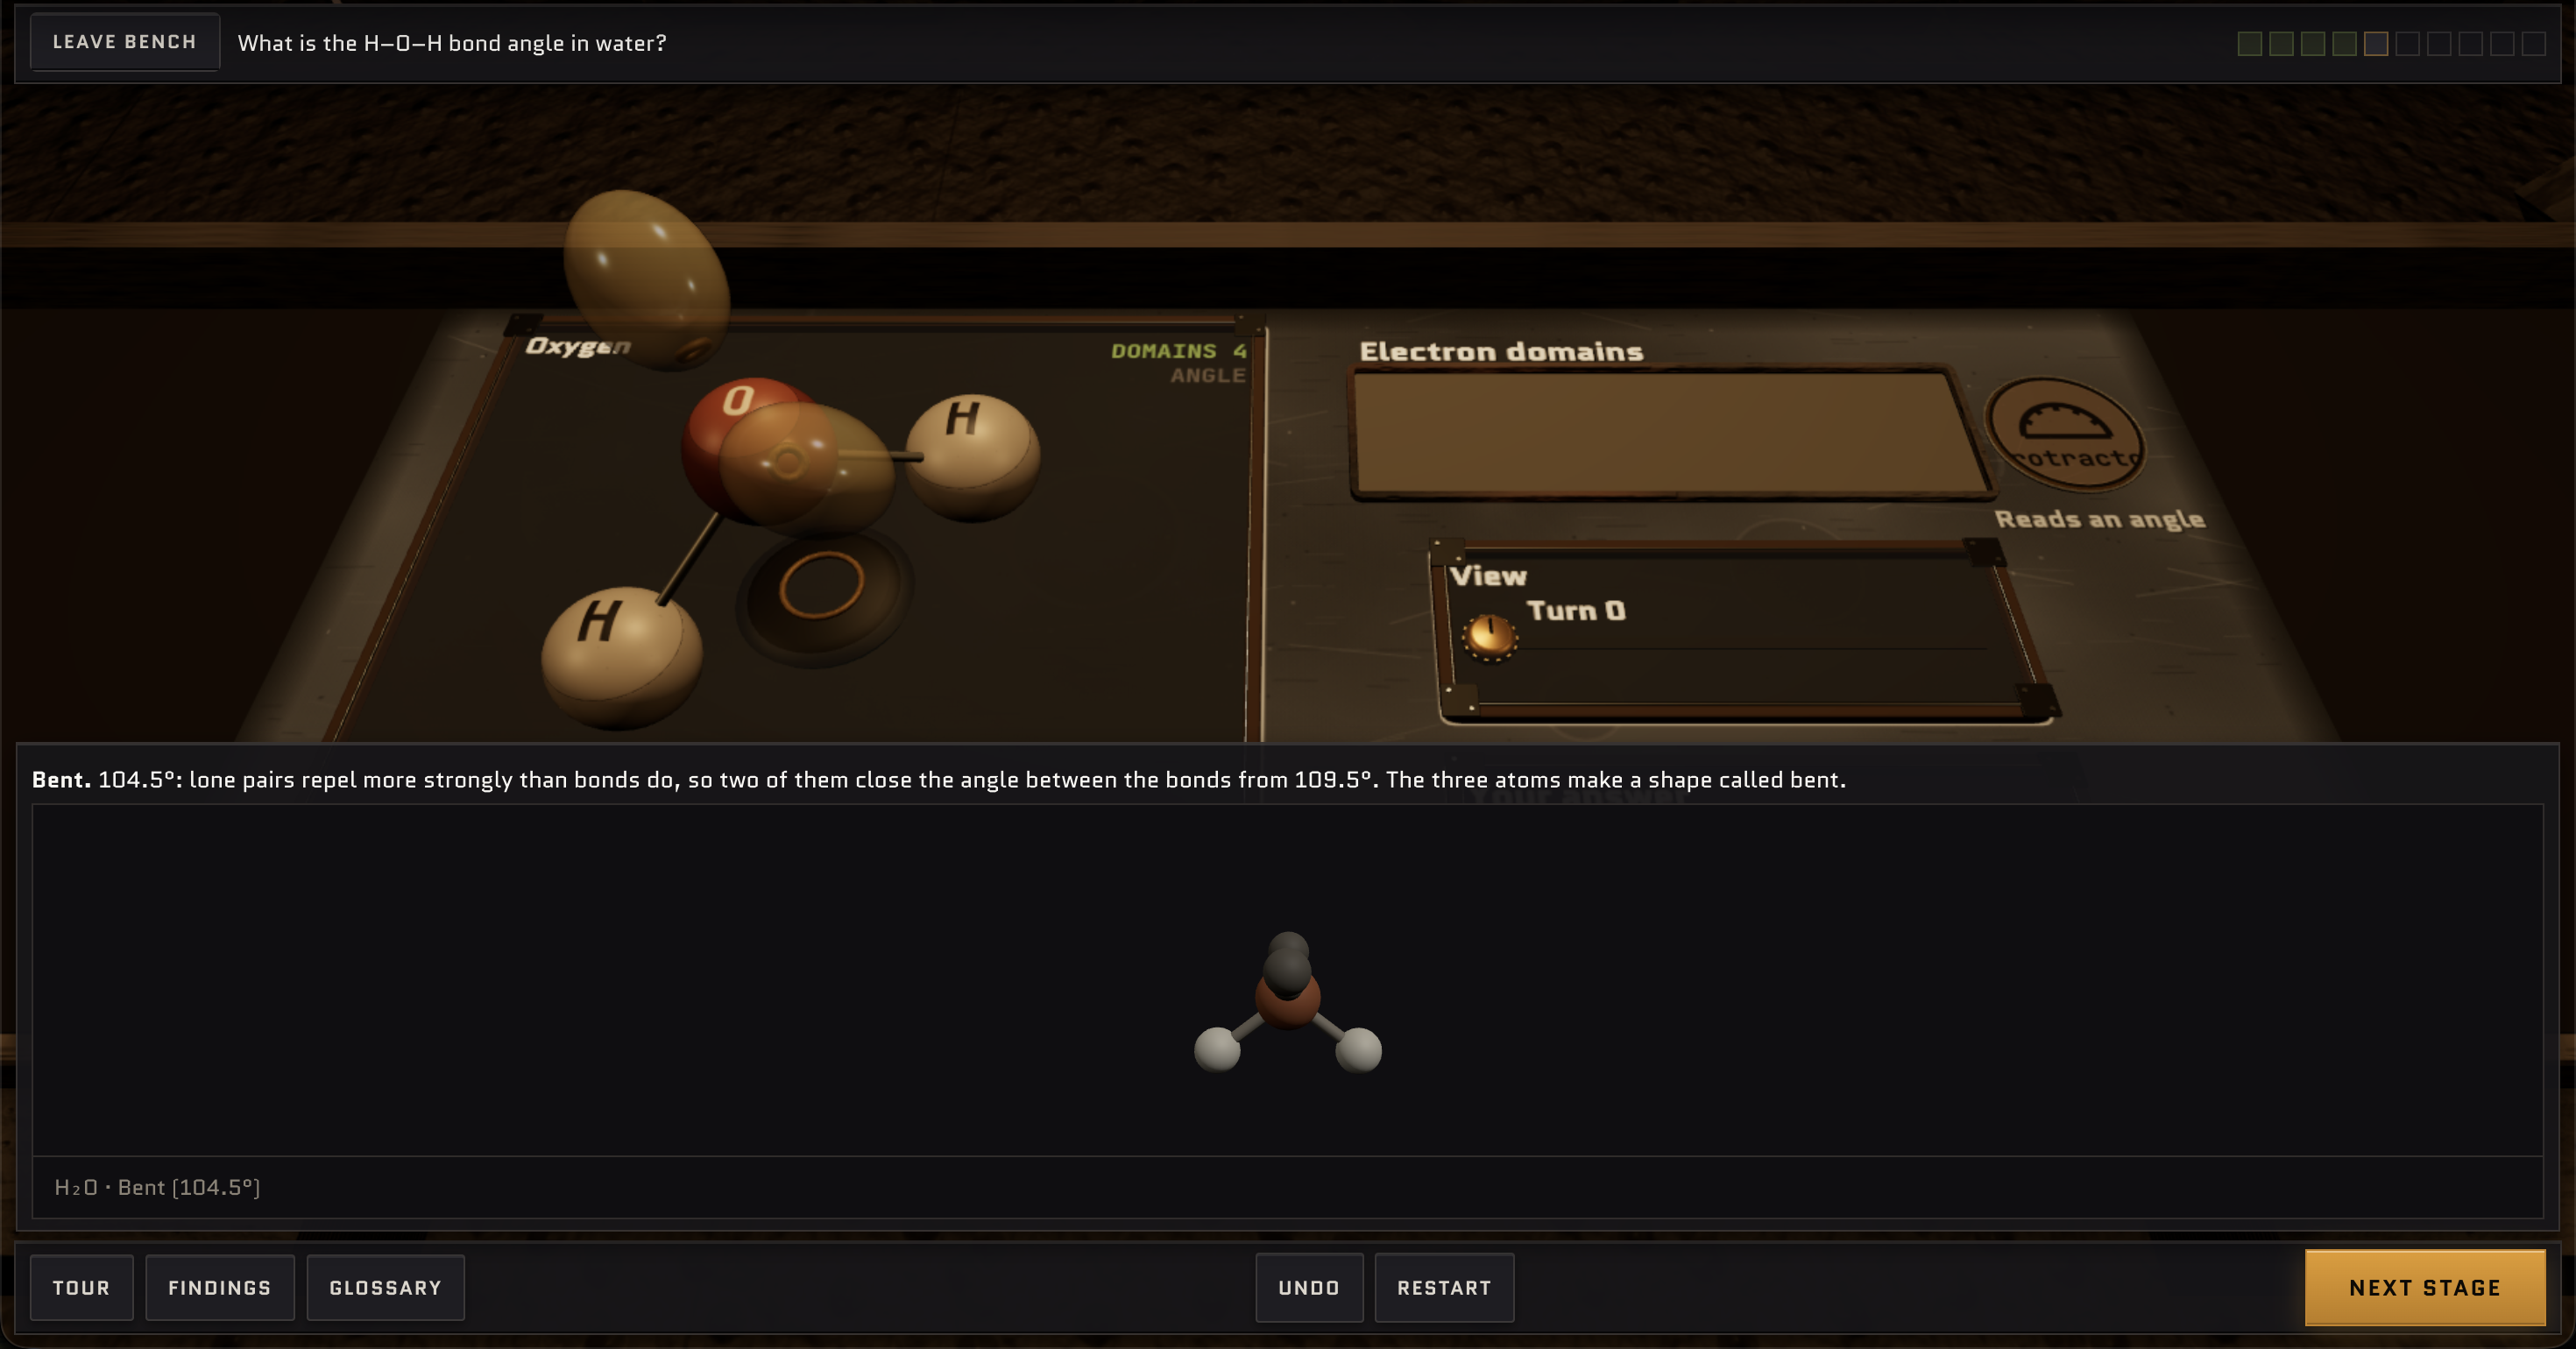 LEAVE BENCH
What is the H–O–H bond angle in water?
Oxygen
DOMAINS 4
ANGLE
O
H
H
Electron domains
Reads an angle
View
Turn 0
Bent. 104.5°: lone pairs repel more strongly than bonds do, so two of them close the angle between the bonds from 109.5°. The three atoms make a shape called bent.
Your answer
H₂O · Bent (104.5°)
TOUR
FINDINGS
GLOSSARY
UNDO
RESTART
NEXT STAGE